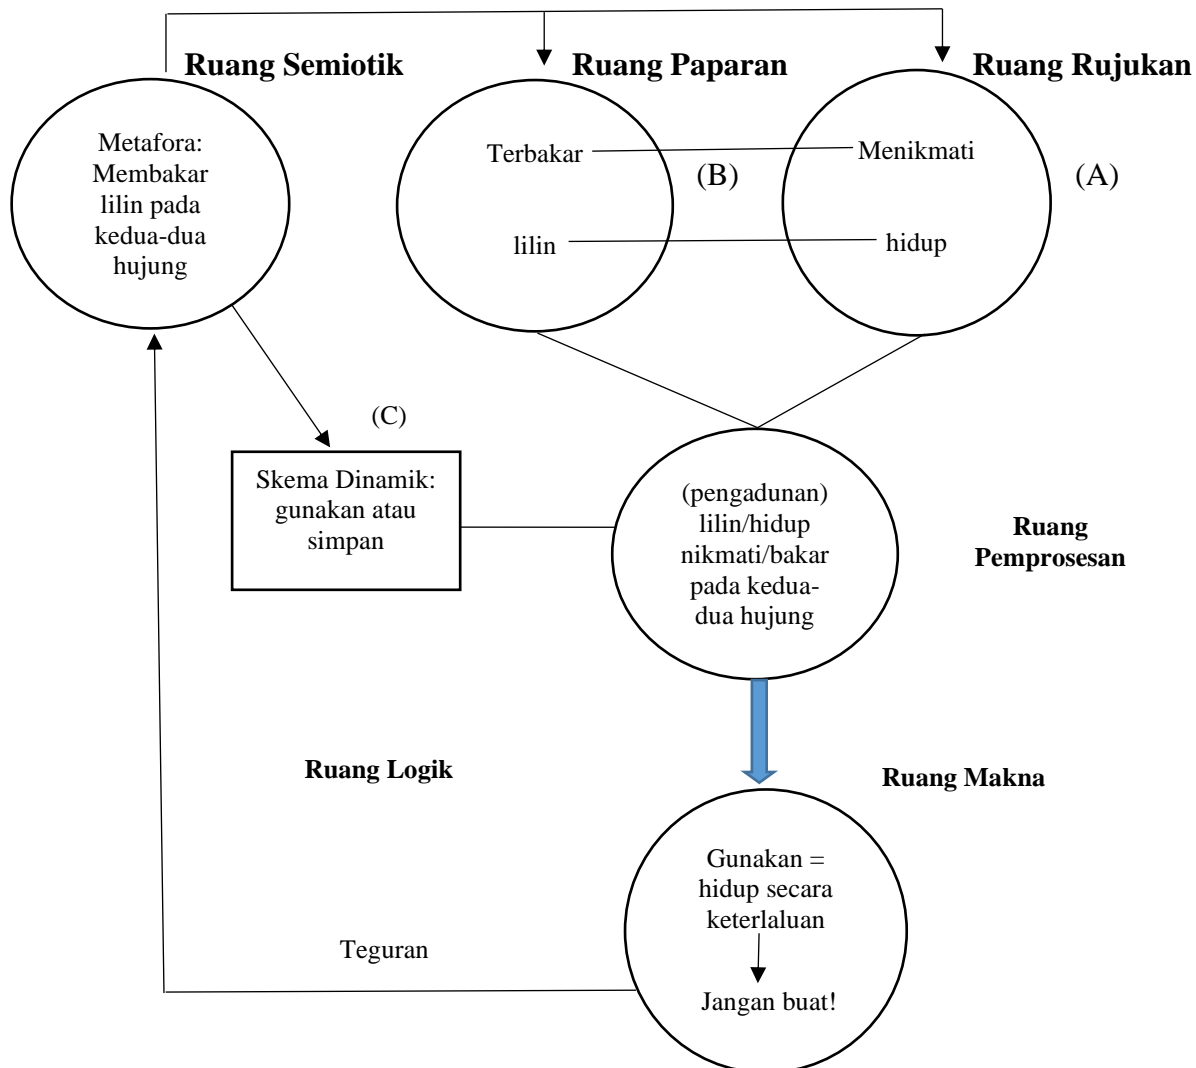 Ruang Semiotik
Ruang Paparan
Ruang Rujukan
Metafora:
Membakar
lilin pada
kedua-dua
hujung
Terbakar
lilin
(B)
Menikmati
hidup
(A)
(C)
Skema Dinamik:
gunakan atau
simpan
(pengadunan)
lilin/hidup
nikmati/bakar
pada kedua-
dua hujung
Ruang
Pemprosesan
Ruang Logik
Ruang Makna
Gunakan =
hidup secara
keterlaluan
Jangan buat!
Teguran